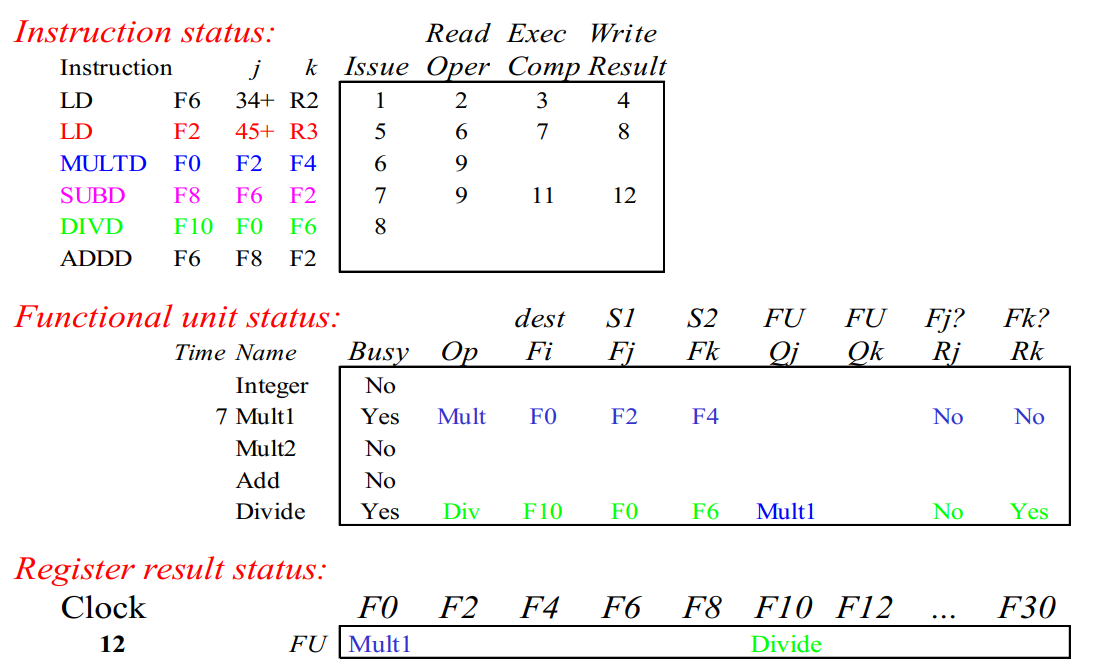 Instruction status: Read Exec Write
Instruction j k Issue Oper Comp Result
LD F6 34+ R2 1 2 3 4
LD F2 45+ R3 5 6 7 8
MULTD F0 F2 F4 6 9
SUBD F8 F6 F2 7 9 11 12
DIVD F10 F0 F6 8
ADDD F6 F8 F2
Functional unit status: dest S1 S2 FU FU Fj? Fk?
Time Name Busy Op Fi Fj Fk Qj Qk Rj Rk
Integer No
7 Mult1 Yes Mult F0 F2 F4 No No
Mult2 No
Add No
Divide Yes Div F10 F0 F6 Mult1 No Yes
Register result status:
Clock F0 F2 F4 F6 F8 F10 F12 ... F30
12 FU Mult1 Divide